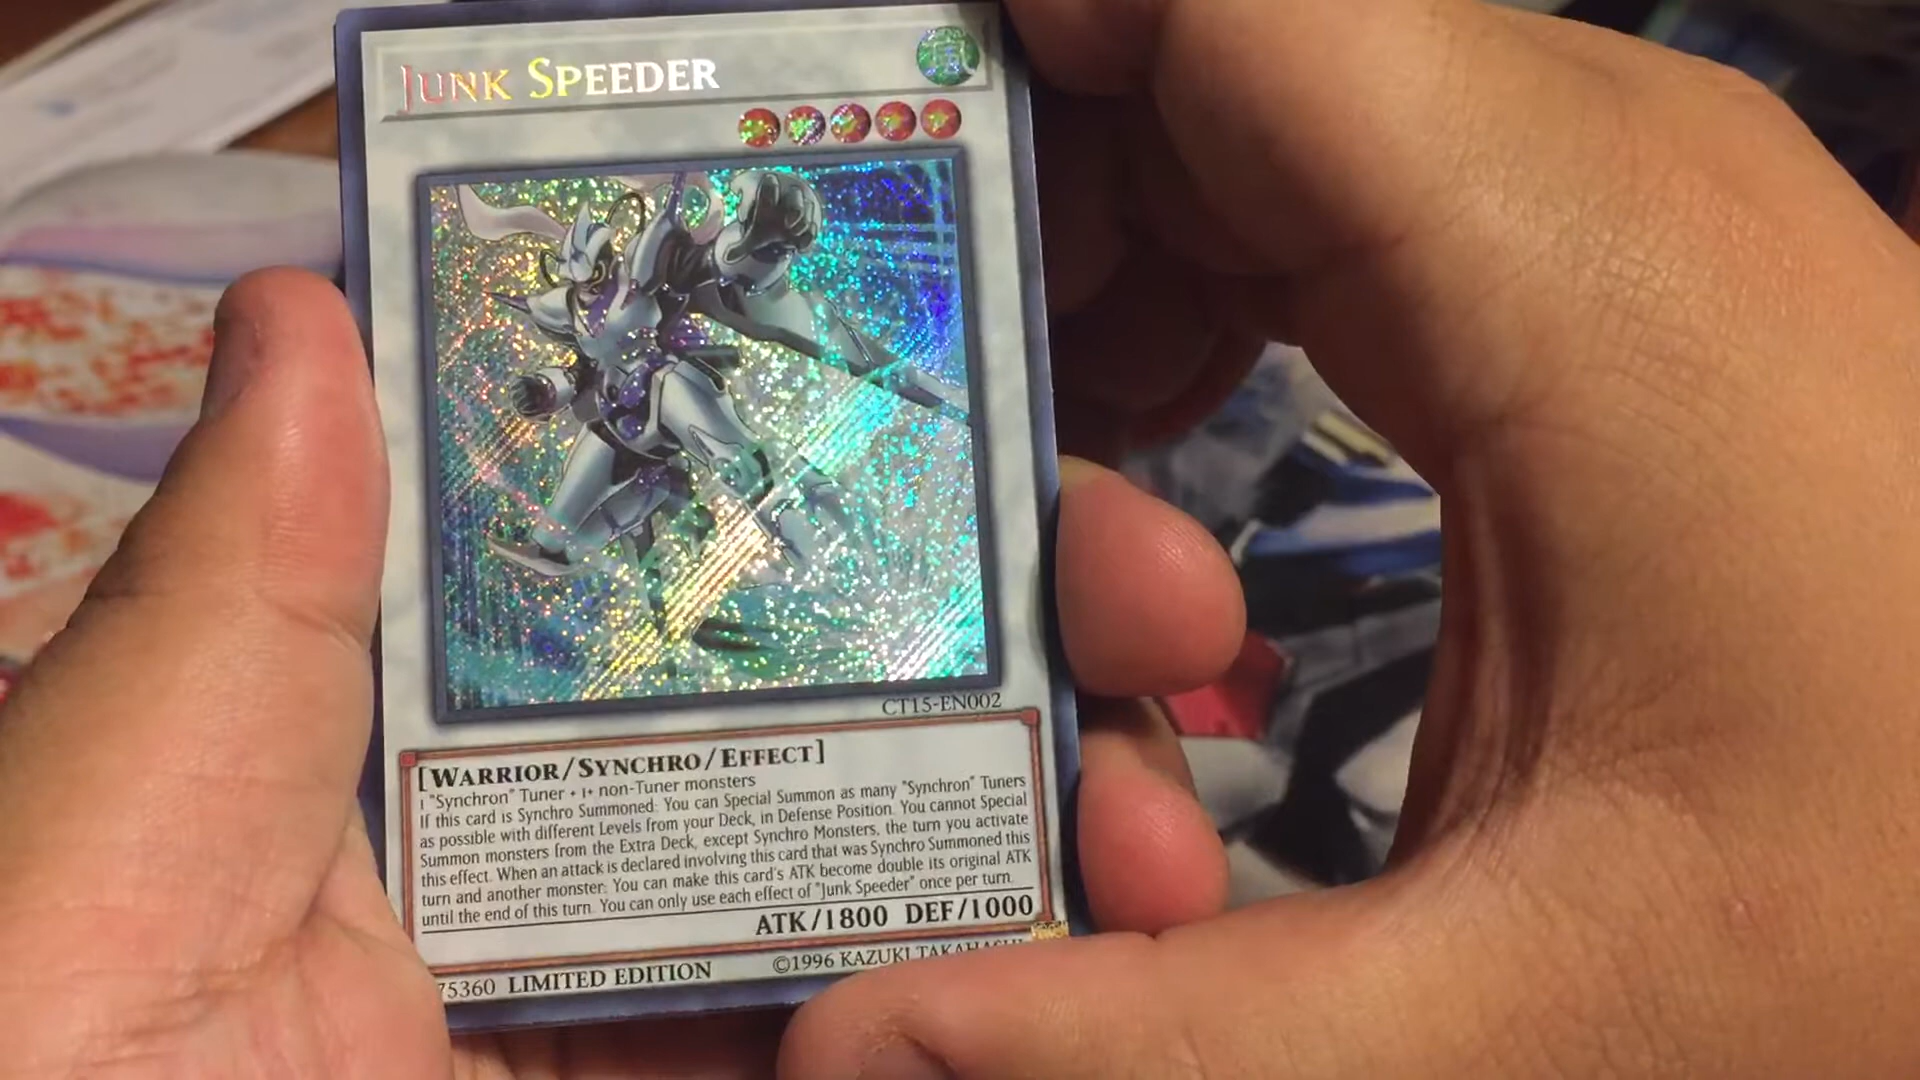 JUNK SPEEDER
風
CT15-EN002
[WARRIOR/SYNCHRO/EFFECT]
1 "Synchron" Tuner + 1+ non-Tuner monsters
If this card is Synchro Summoned: You can Special Summon as many "Synchron" Tuners
as possible with different Levels from your Deck, in Defense Position. You cannot Special
Summon monsters from the Extra Deck, except Synchro Monsters, the turn you activate
this effect. When an attack is declared involving this card that was Synchro Summoned this
turn and another monster: You can make this card's ATK become double its original ATK
until the end of this turn. You can only use each effect of "Junk Speeder" once per turn.
ATK/1800 DEF/1000
75360 LIMITED EDITION ©1996 KAZUKI TAKAHASHI